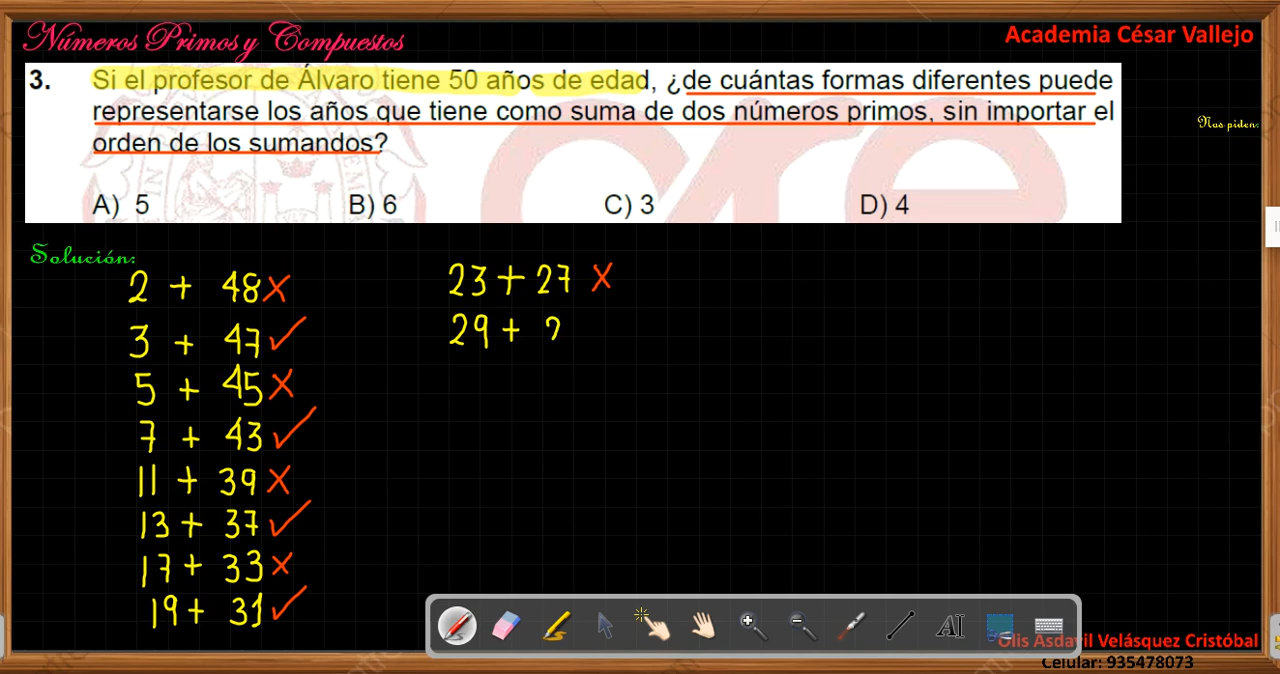 Números Primos y Compuestos
Academia César Vallejo
3. Si el profesor de Álvaro tiene 50 años de edad, ¿de cuántas formas diferentes puede
representarse los años que tiene como suma de dos números primos, sin importar el
orden de los sumandos?
Nus piden:
A) 5 B) 6 C) 3 D) 4
Solución:
2 + 48 X
3 + 47 ✓
5 + 45 X
7 + 43 ✓
11 + 39 X
13 + 37 ✓
17 + 33 X
19 + 31 ✓
23 + 27 X
29 + 2
AI
Olis Asdavil Velásquez Cristóbal
Celular: 935478073